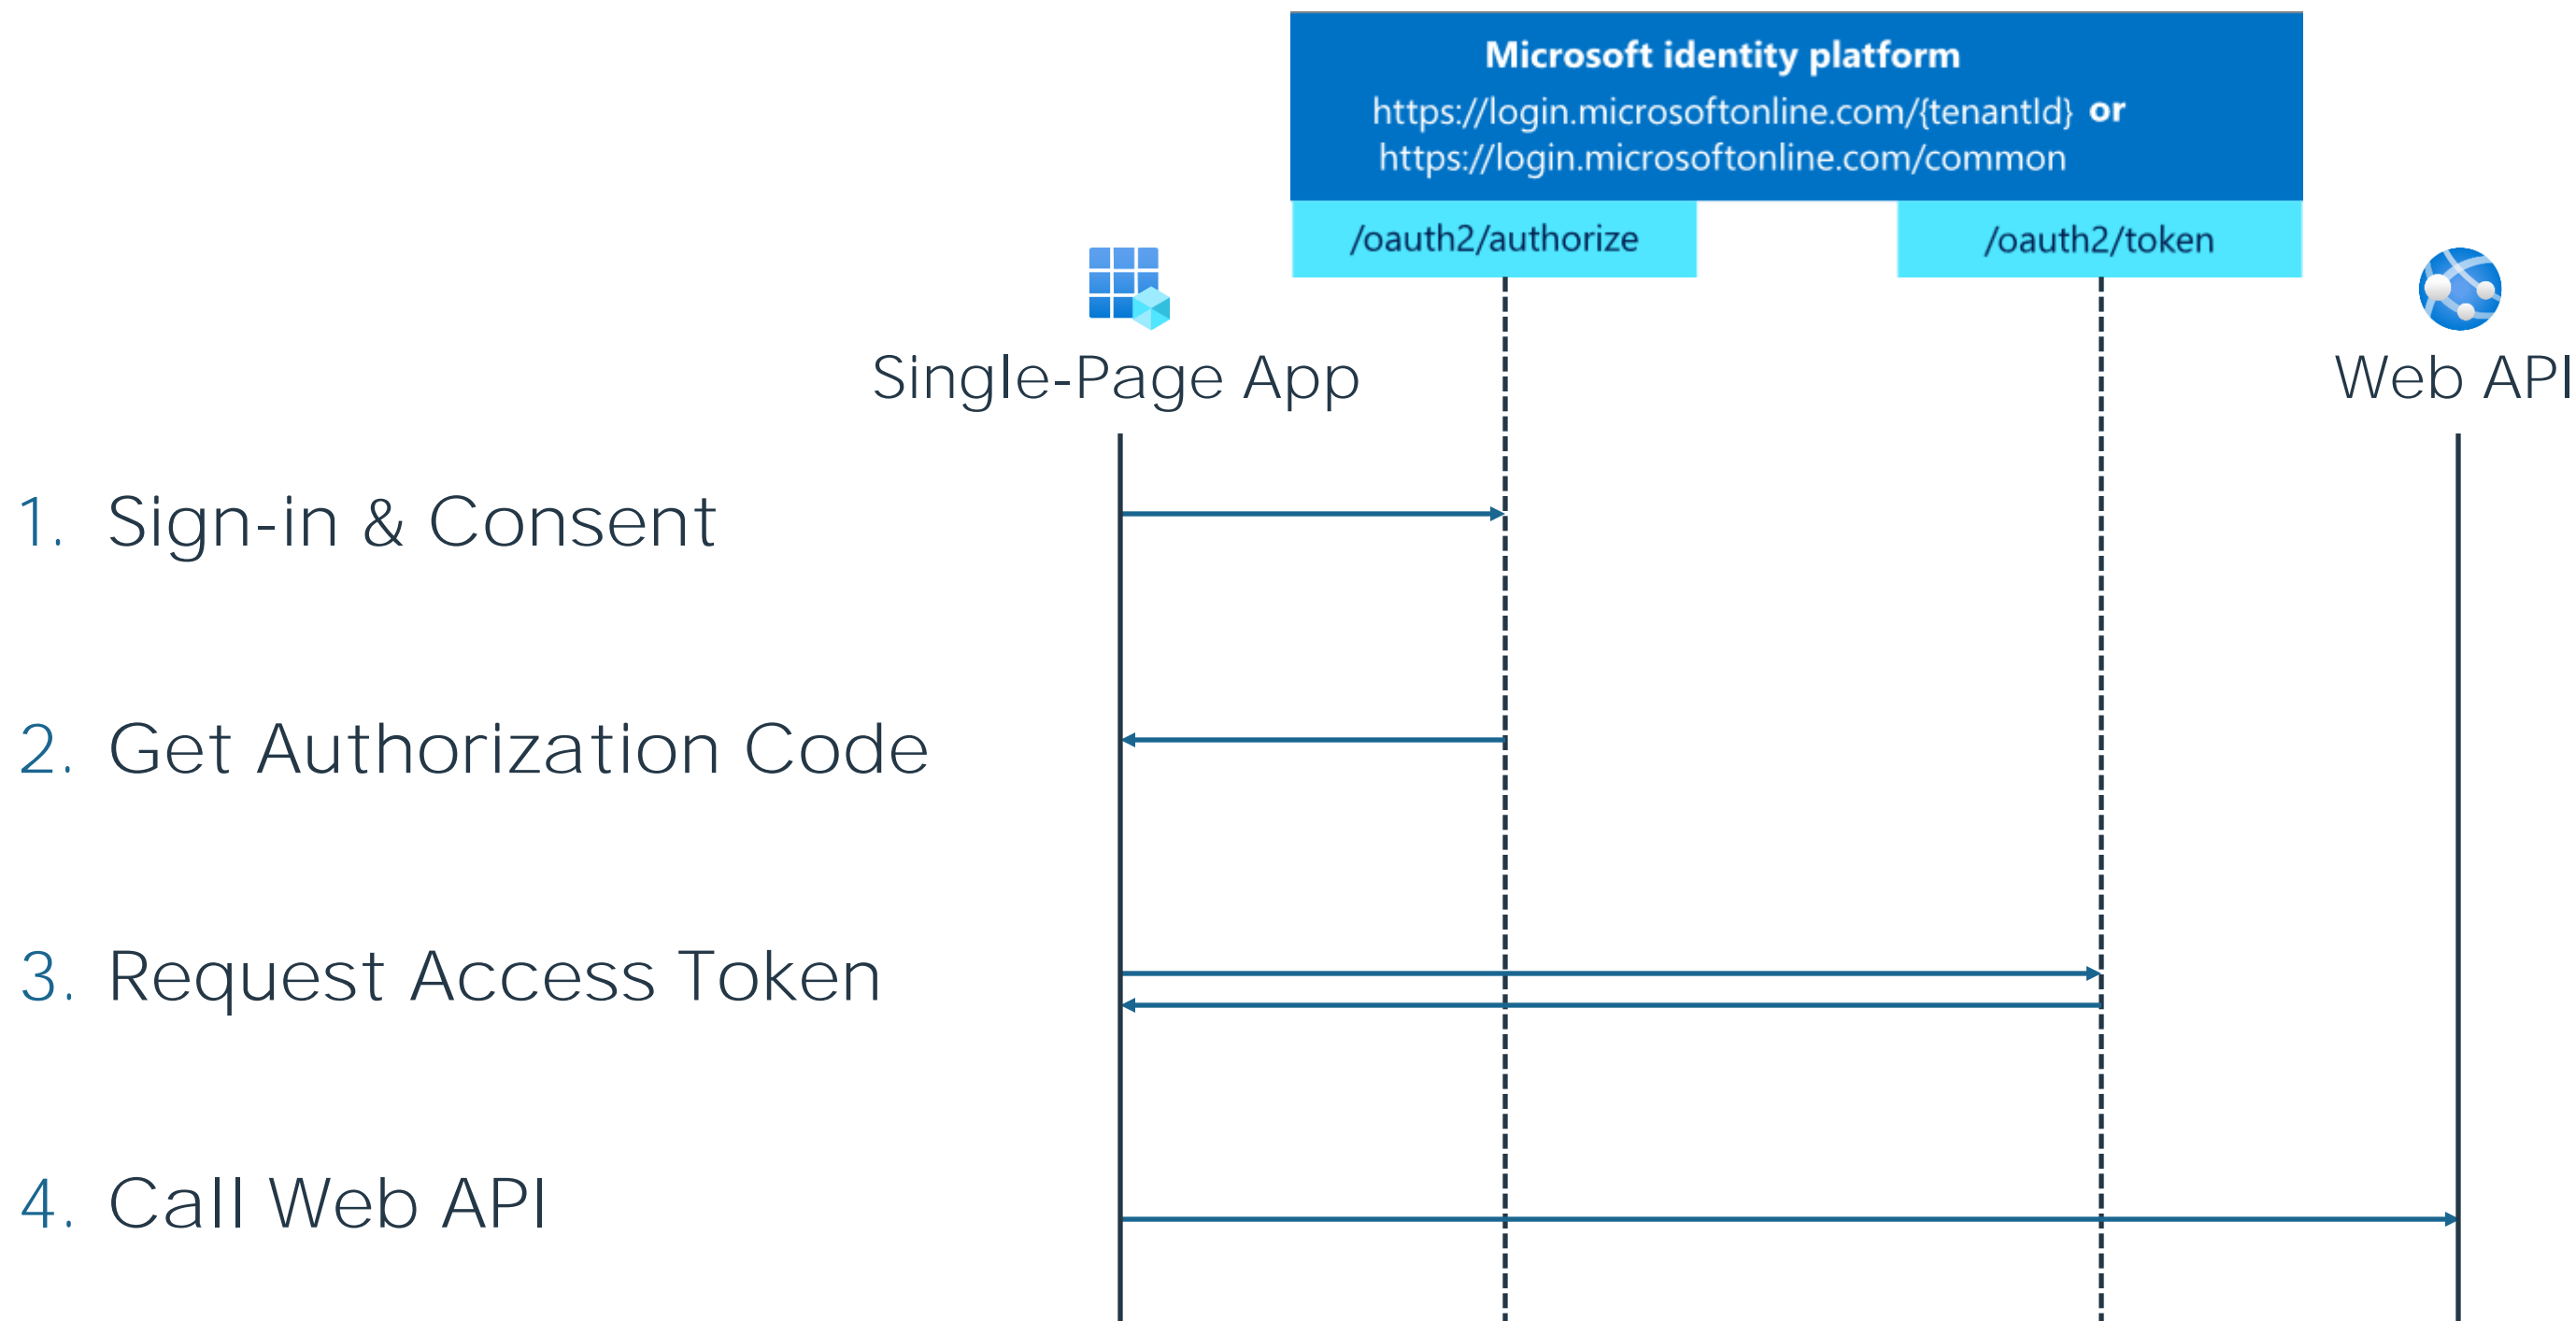 Microsoft identity platform
https://login.microsoftonline.com/{tenantId} or
https://login.microsoftonline.com/common
/oauth2/authorize
/oauth2/token
Single-Page App
Web API
1. Sign-in & Consent
2. Get Authorization Code
3. Request Access Token
4. Call Web API